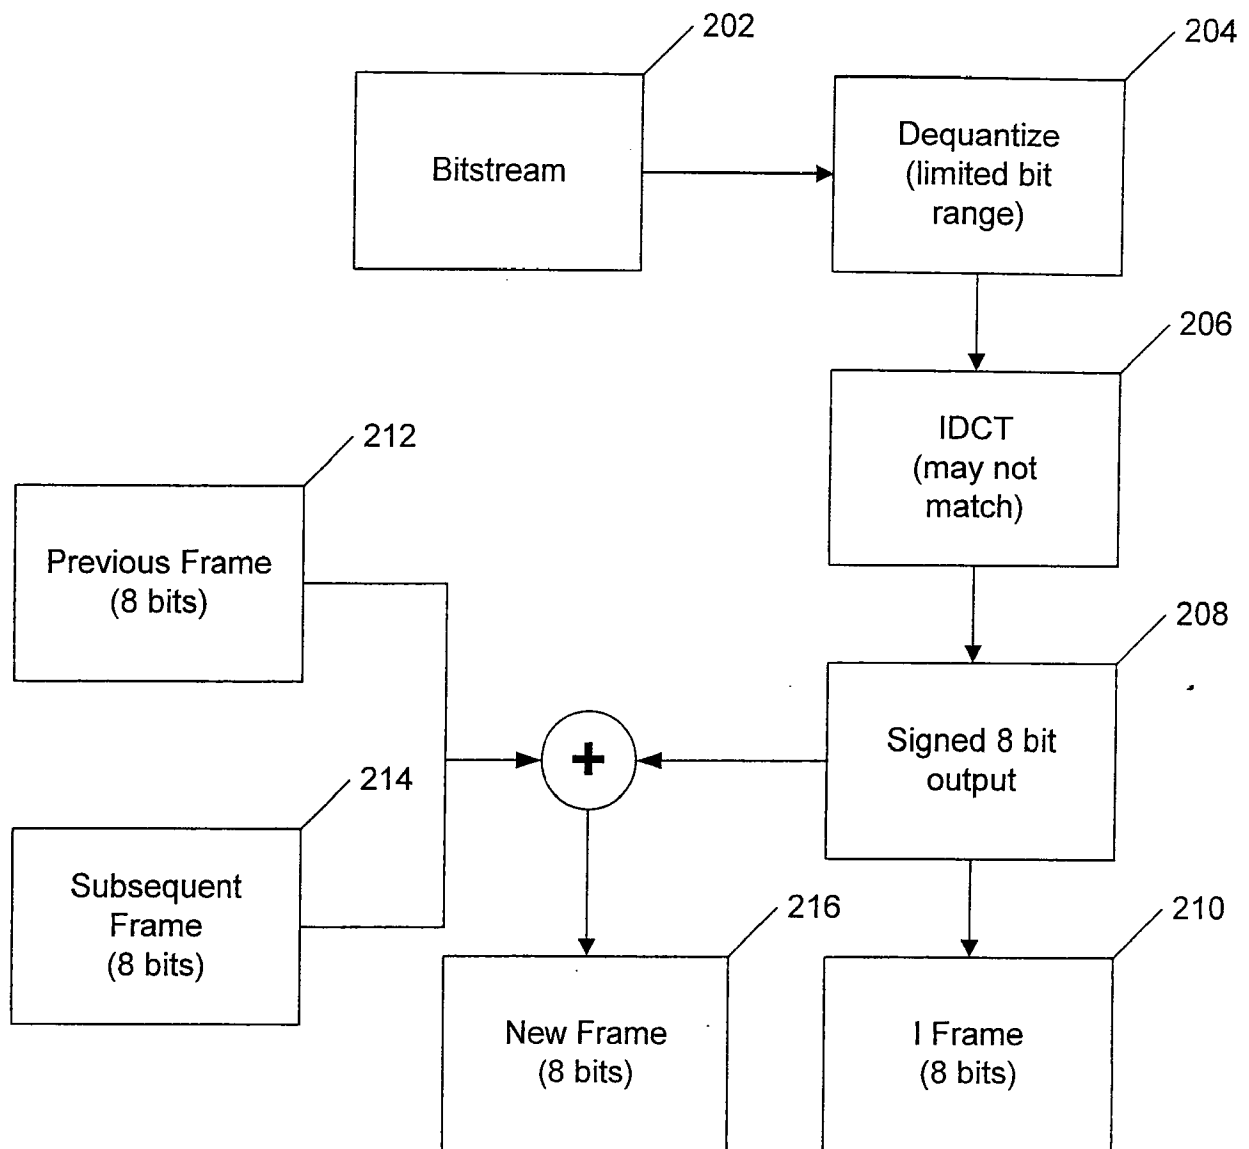 202
Bitstream
204
Dequantize
(limited bit
range)
206
IDCT
(may not
match)
212
Previous Frame
(8 bits)
208
Signed 8 bit
output
+
214
Subsequent
Frame
(8 bits)
216
New Frame
(8 bits)
210
I Frame
(8 bits)